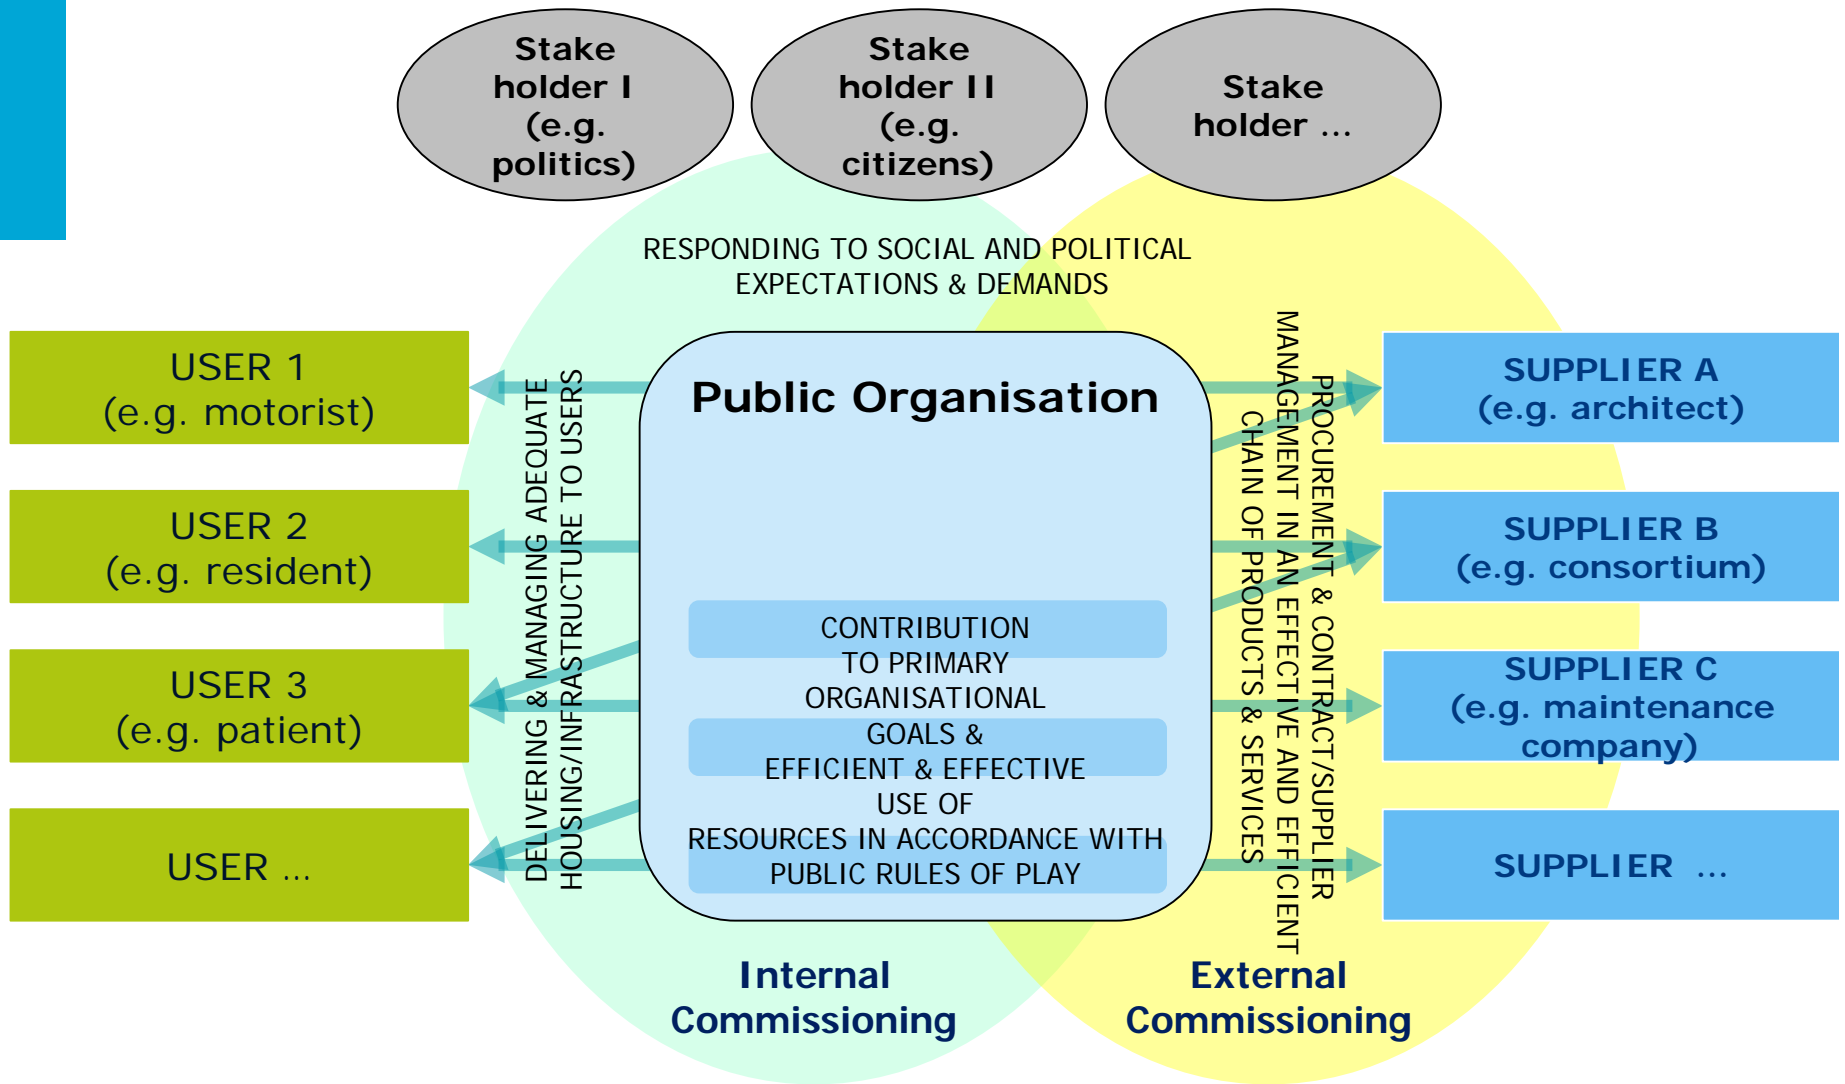 Stake
holder I
(e.g.
politics)
Stake
holder II
(e.g.
citizens)
Stake
holder ...
RESPONDING TO SOCIAL AND POLITICAL
EXPECTATIONS & DEMANDS
USER 1
(e.g. motorist)
USER 2
(e.g. resident)
USER 3
(e.g. patient)
USER ...
DELIVERING & MANAGING ADEQUATE
HOUSING/INFRASTRUCTURE TO USERS
Public Organisation
CONTRIBUTION
TO PRIMARY
ORGANISATIONAL
GOALS &
EFFICIENT & EFFECTIVE
USE OF
RESOURCES IN ACCORDANCE WITH
PUBLIC RULES OF PLAY
PROCUREMENT & CONTRACT/SUPPLIER
MANAGEMENT IN AN EFFECTIVE AND EFFICIENT
CHAIN OF PRODUCTS & SERVICES
SUPPLIER A
(e.g. architect)
SUPPLIER B
(e.g. consortium)
SUPPLIER C
(e.g. maintenance
company)
SUPPLIER ...
Internal
Commissioning
External
Commissioning